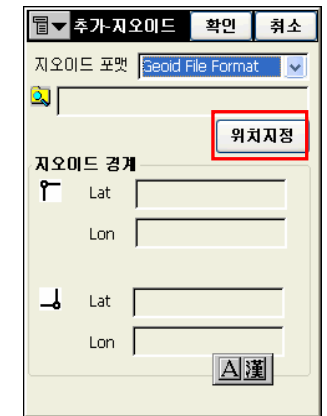 추가-지오이드 확인 취소
지오이드 포맷 Geoid File Format
위치지정
지오이드 경계
Lat
Lon
Lat
Lon
A漢